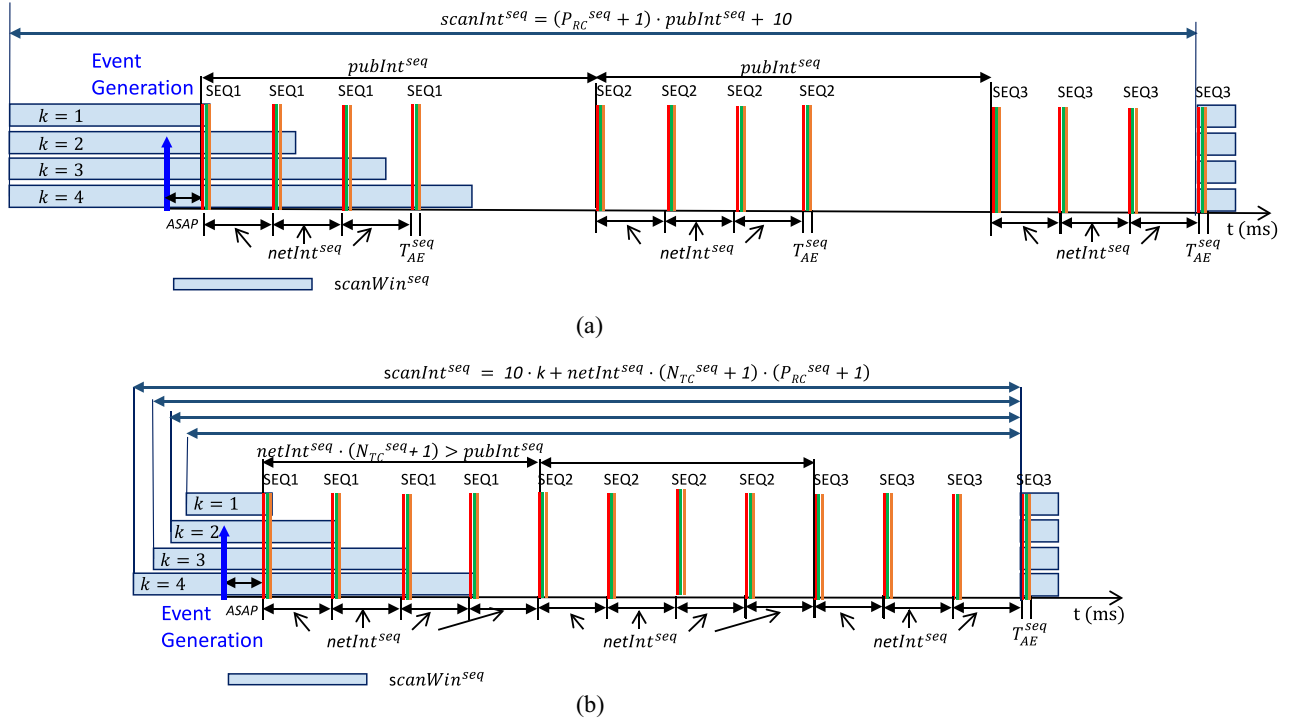 scanInt^seq = (P_RC^seq + 1) · pubInt^seq + 10
Event
Generation
pubInt^seq
pubInt^seq
SEQ1 SEQ1 SEQ1 SEQ1 SEQ2 SEQ2 SEQ2 SEQ2 SEQ3 SEQ3 SEQ3 SEQ3
k = 1
k = 2
k = 3
k = 4
ASAP
t (ms)
netInt^seq T_AE^seq netInt^seq T_AE^seq netInt^seq T_AE^seq
scanWin^seq
(a)
scanInt^seq = 10 · k + netInt^seq · (N_TC^seq + 1) · (P_RC^seq + 1)
netInt^seq · (N_TC^seq + 1) > pubInt^seq
SEQ1 SEQ1 SEQ1 SEQ1 SEQ2 SEQ2 SEQ2 SEQ2 SEQ3 SEQ3 SEQ3 SEQ3
k = 1
k = 2
k = 3
k = 4
Event
Generation
ASAP
t (ms)
netInt^seq netInt^seq netInt^seq T_AE^seq
scanWin^seq
(b)